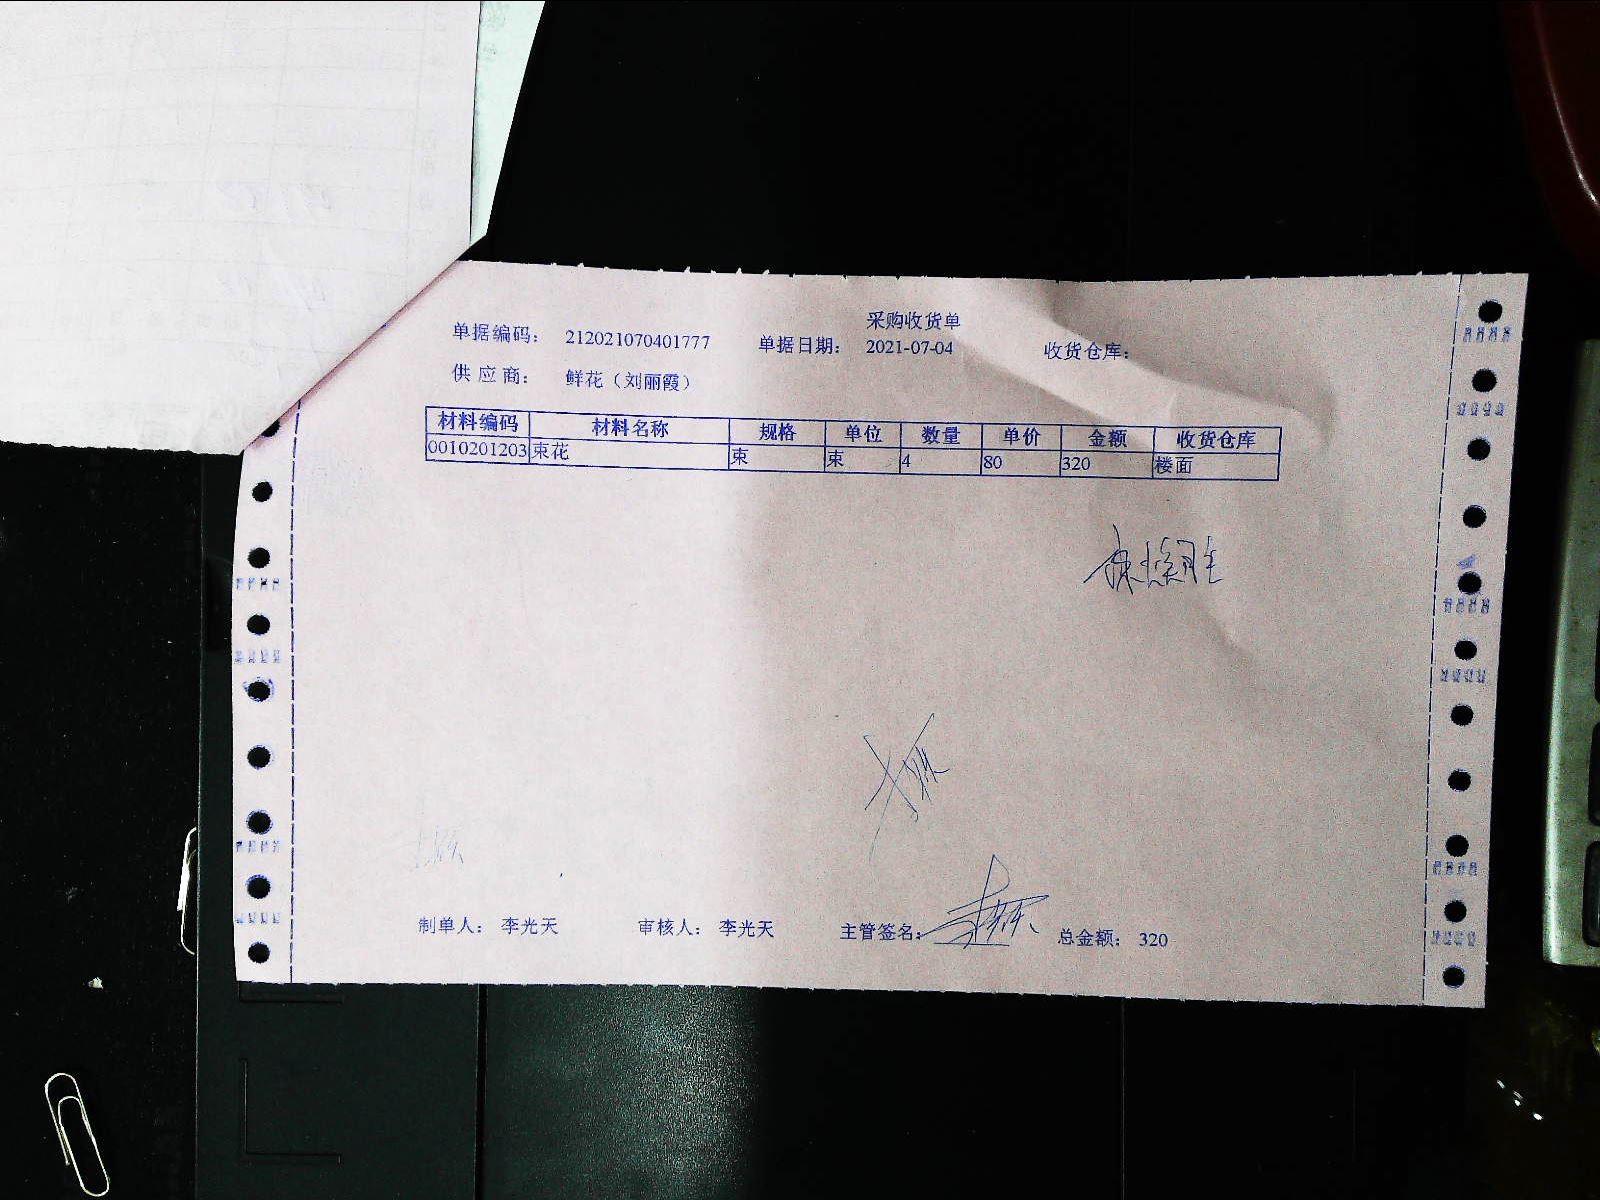 采购收货单
单据编码： 212021070401777 单据日期： 2021-07-04 收货仓库：
供 应 商： 鲜花（刘丽霞）
材料编码 材料名称 规格 单位 数量 单价 金额 收货仓库
0010201203 束花 束 束 4 80 320 楼面
制单人： 李光天 审核人： 李光天 主管签名： 总金额： 320